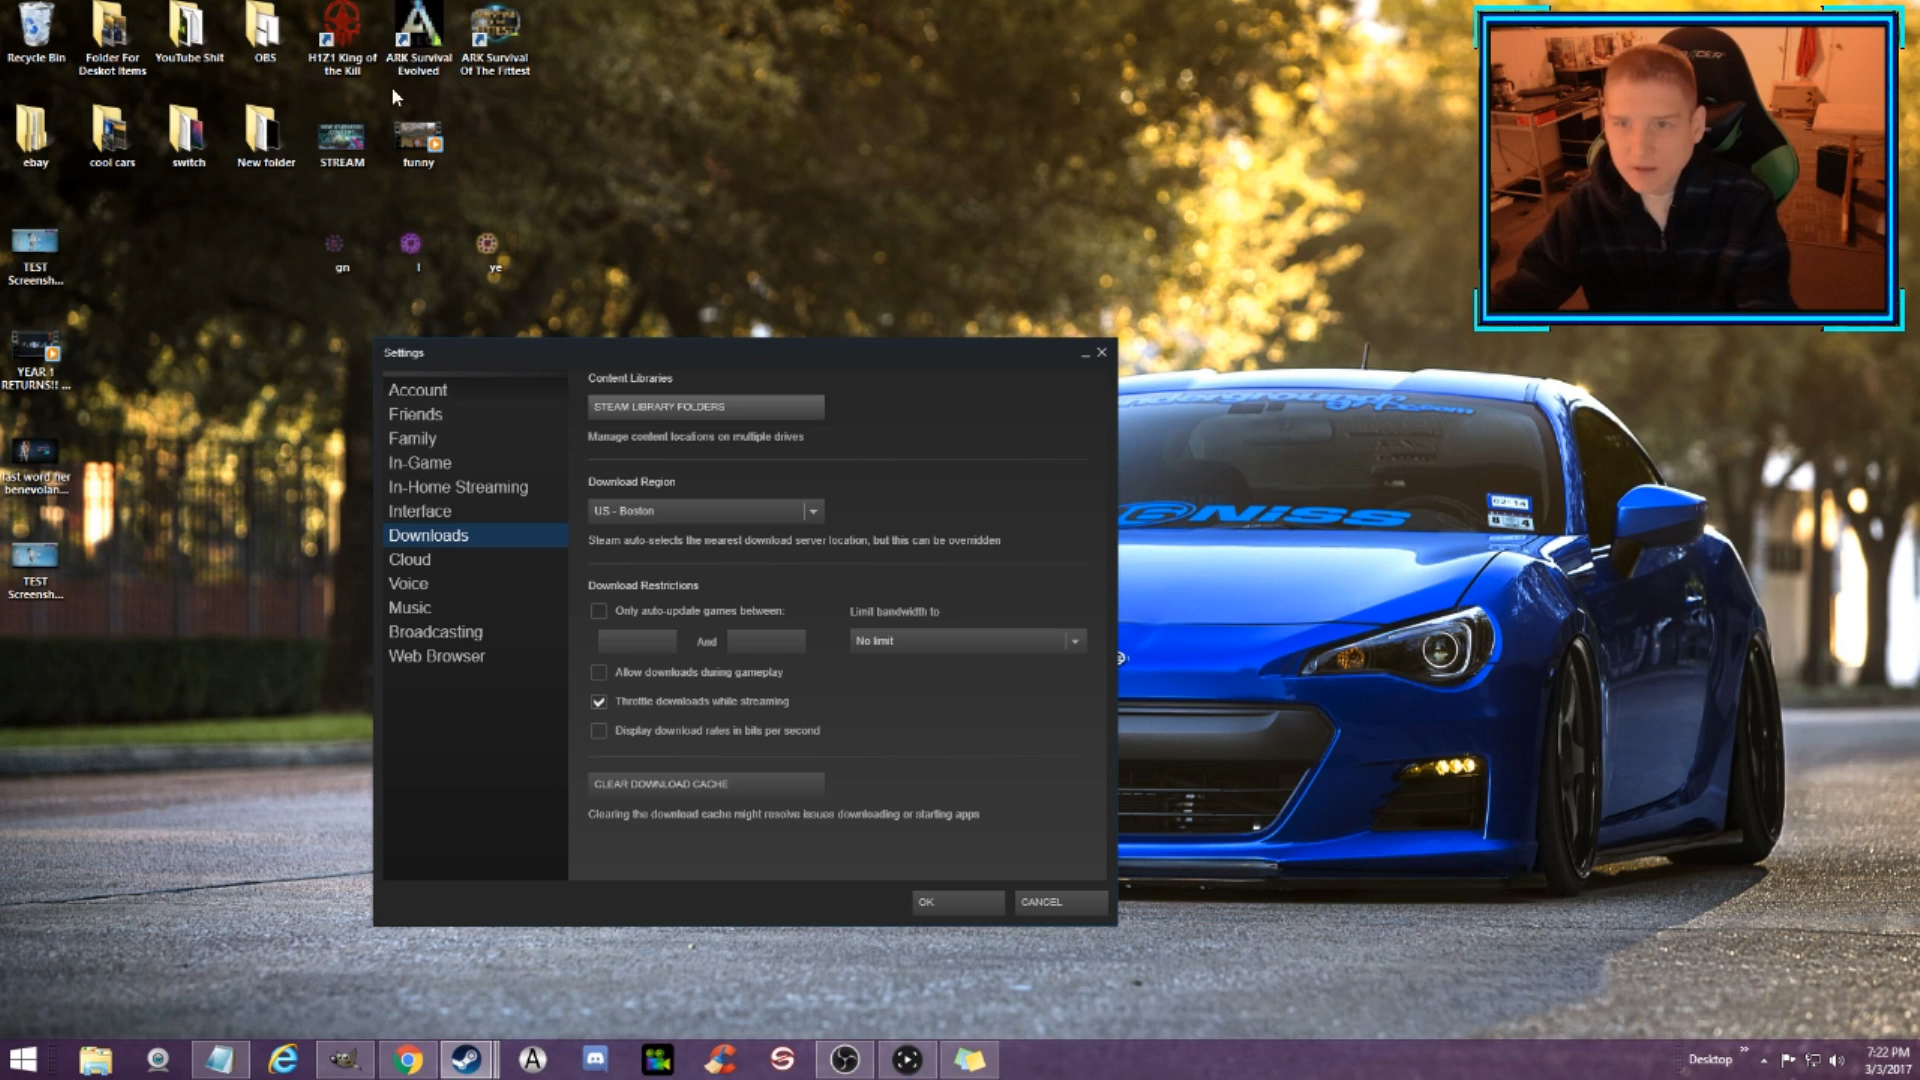 Recycle Bin
Folder For
Deskot Items
YouTube Shit
OBS
H1Z1 King of
the Kill
ARK Survival
Evolved
ARK Survival
Of The Fittest
ebay
cool cars
switch
New folder
STREAM
funny
TEST
Screensh...
gn
l
ye
YEAR 1
RETURNS!! ...
last word her
benevolan...
TEST
Screensh...
Settings
Account
Friends
Family
In-Game
In-Home Streaming
Interface
Downloads
Cloud
Voice
Music
Broadcasting
Web Browser
Content Libraries
STEAM LIBRARY FOLDERS
Manage content locations on multiple drives
Download Region
US - Boston
Steam auto-selects the nearest download server location, but this can be overridden
Download Restrictions
Only auto-update games between:
And
Limit bandwidth to
No limit
Allow downloads during gameplay
Throttle downloads while streaming
Display download rates in bits per second
CLEAR DOWNLOAD CACHE
Clearing the download cache might resolve issues downloading or starting apps
OK
CANCEL
Desktop
7:22 PM
3/3/2017